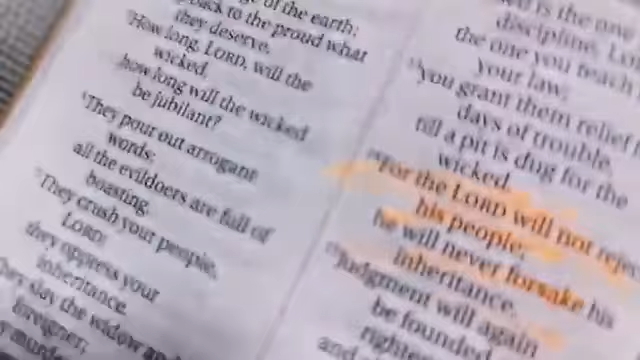 of the earth;
back to the proud what
they deserve.
How long, LORD, will the
wicked,
how long will the wicked
be jubilant?
They pour out arrogant
words;
all the evildoers are full of
boasting.
They crush your people,
LORD;
they oppress your
inheritance.
They slay the widow and
foreigner;
is the one
discipline,
the one you teach
your law;
you grant them relief
days of trouble,
till a pit is dug for the
wicked.
For the LORD will not reje
his people;
he will never forsake his
inheritance.
Judgment will again
be founded
and